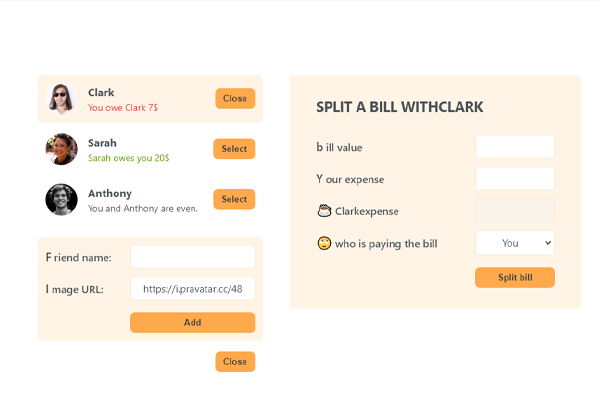 Clark
You owe Clark 7$
Close
Sarah
Sarah owes you 20$
Select
Anthony
You and Anthony are even.
Select
F riend name:
I mage URL: https://i.pravatar.cc/48
Add
Close
SPLIT A BILL WITHCLARK
b ill value
Y our expense
Clarkexpense
who is paying the bill You
Split bill